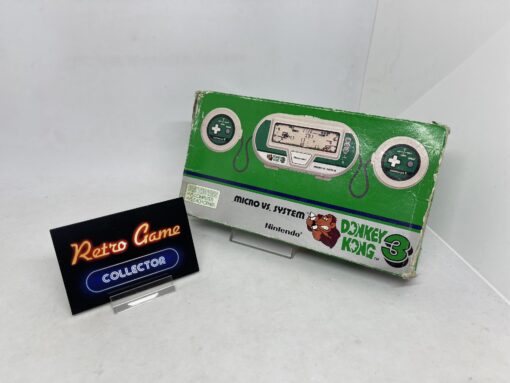 MICRO VS. SYSTEM
Nintendo
DONKEY
KONG 3
Retro Game
COLLECTOR